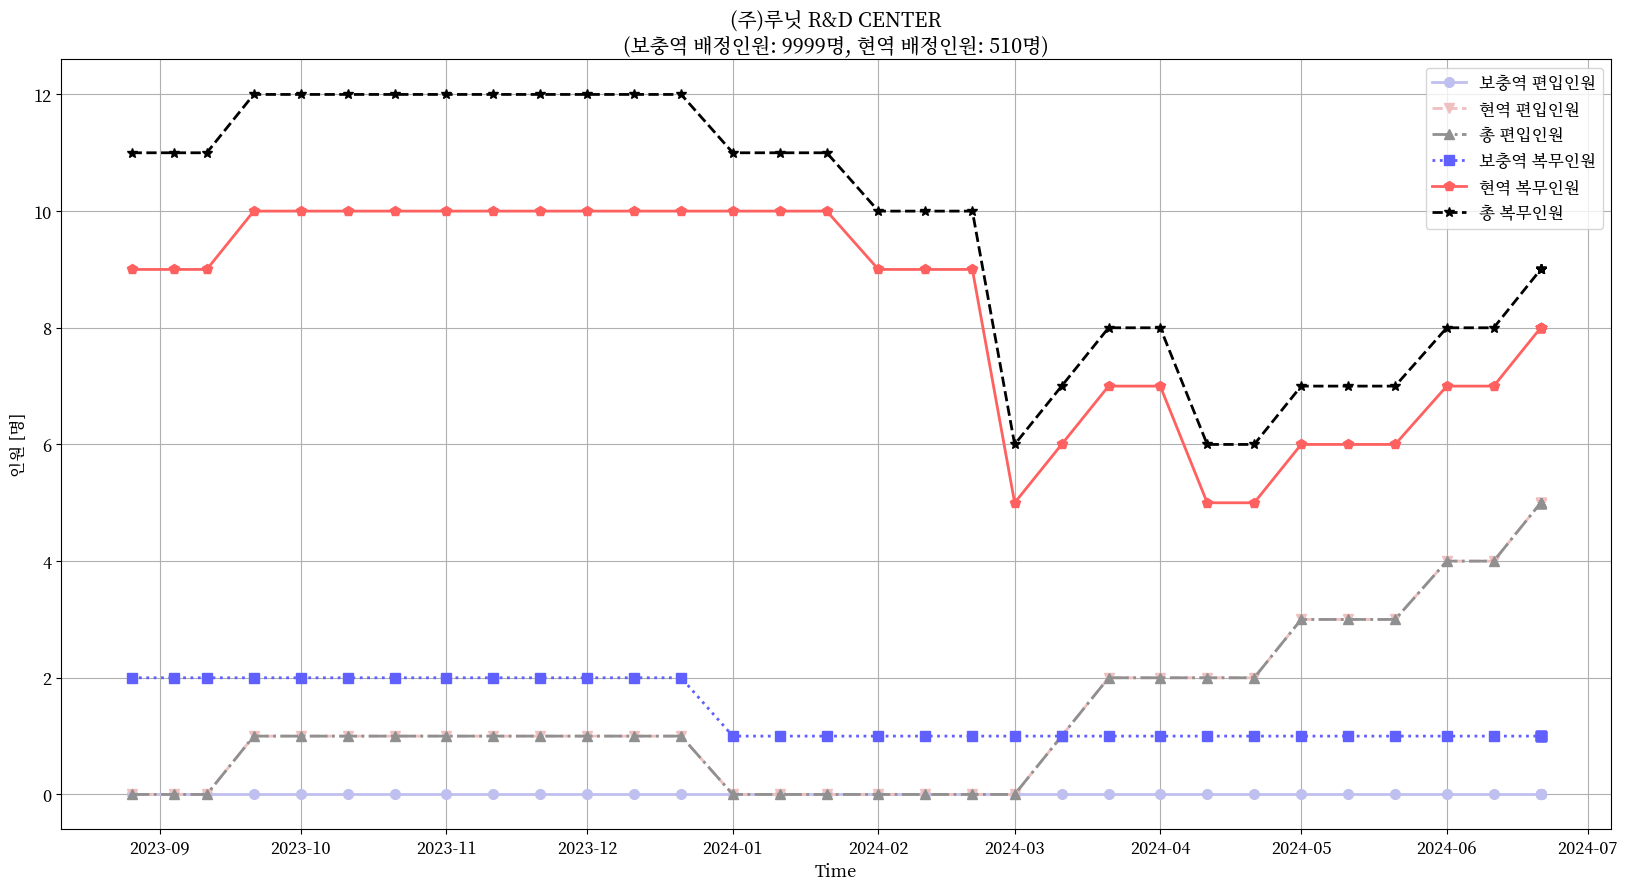 (주)루닛 R&D CENTER
(보충역 배정인원: 9999명, 현역 배정인원: 510명)
보충역 편입인원
현역 편입인원
총 편입인원
보충역 복무인원
현역 복무인원
총 복무인원
인원 [명]
12
10
8
6
4
2
0
2023-09 2023-10 2023-11 2023-12 2024-01 2024-02 2024-03 2024-04 2024-05 2024-06 2024-07
Time